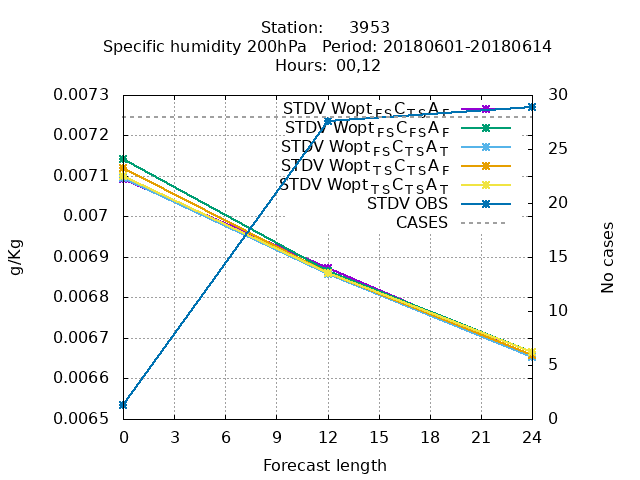 Station: 3953
Specific humidity 200hPa Period: 20180601-20180614
Hours: 00,12
STDV Wopt_FS C_TS A_F
STDV Wopt_FS C_FS A_F
STDV Wopt_FS C_TS A_T
STDV Wopt_TS C_TS A_F
STDV Wopt_TS C_TS A_T
STDV OBS
CASES
0.0073
0.0072
0.0071
0.007
0.0069
0.0068
0.0067
0.0066
0.0065
g/Kg
30
25
20
15
10
5
0
No cases
0 3 6 9 12 15 18 21 24
Forecast length